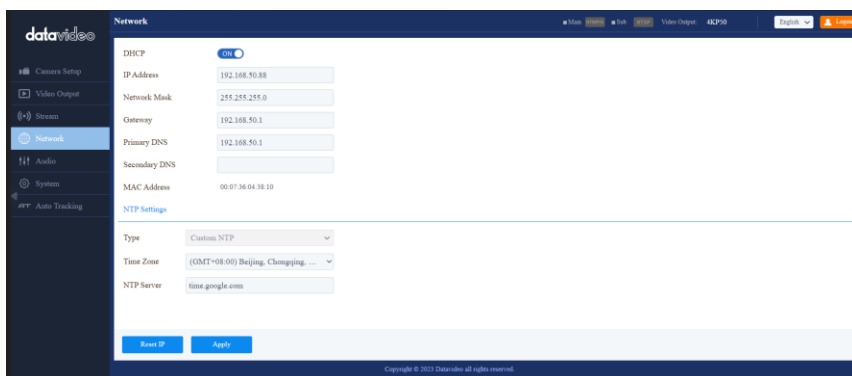 datavideo
Network
Main RTMPS Sub RTSP Video Output: 4KP50
English
Logout
Camera Setup
Video Output
Stream
Network
Audio
System
Auto Tracking
DHCP ON
IP Address 192.168.50.88
Network Mask 255.255.255.0
Gateway 192.168.50.1
Primary DNS 192.168.50.1
Secondary DNS
MAC Address 00:07:36:04:38:10
NTP Settings
Type Custom NTP
Time Zone (GMT+08:00) Beijing, Chongqing, ...
NTP Server time.google.com
Reset IP Apply
Copyright © 2023 Datavideo all rights reserved.